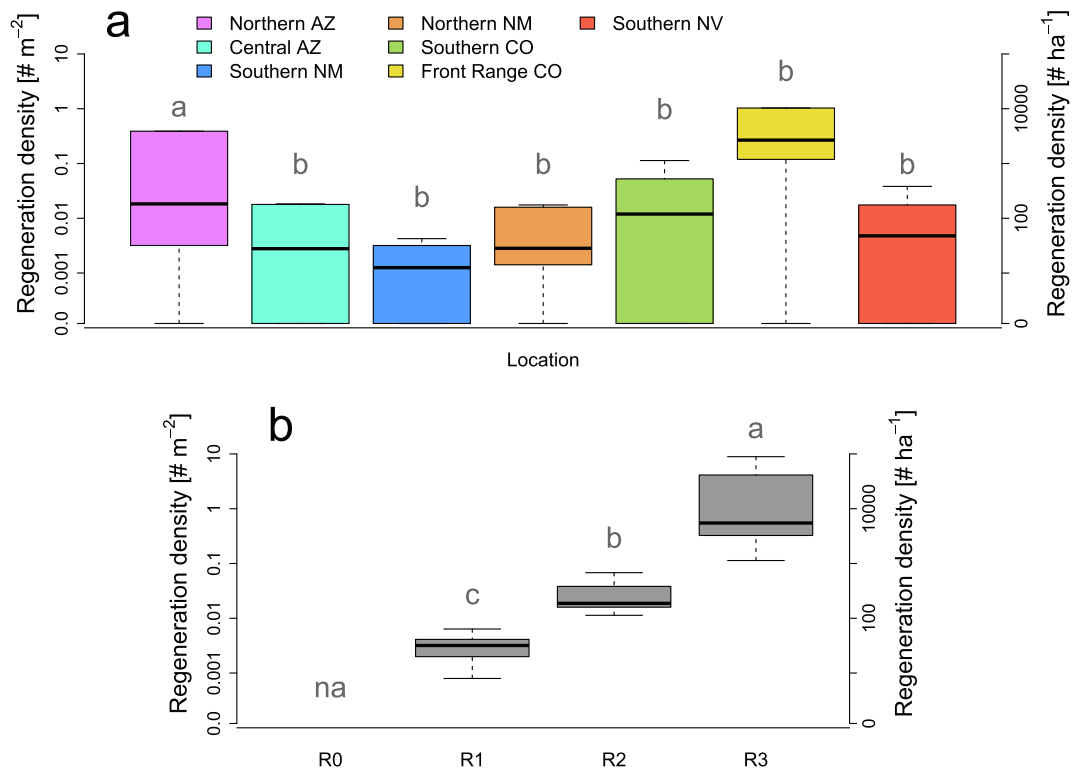 a
Northern AZ
Central AZ
Southern NM
Northern NM
Southern CO
Front Range CO
Southern NV
Regeneration density [# m⁻²]
10
1
0.1
0.01
0.001
0.0
a
b
b
b
b
b
b
10000
100
0
Regeneration density [# ha⁻¹]
Location
b
Regeneration density [# m⁻²]
10
1
0.1
0.01
0.001
0.0
na
c
b
a
10000
100
0
Regeneration density [# ha⁻¹]
R0 R1 R2 R3